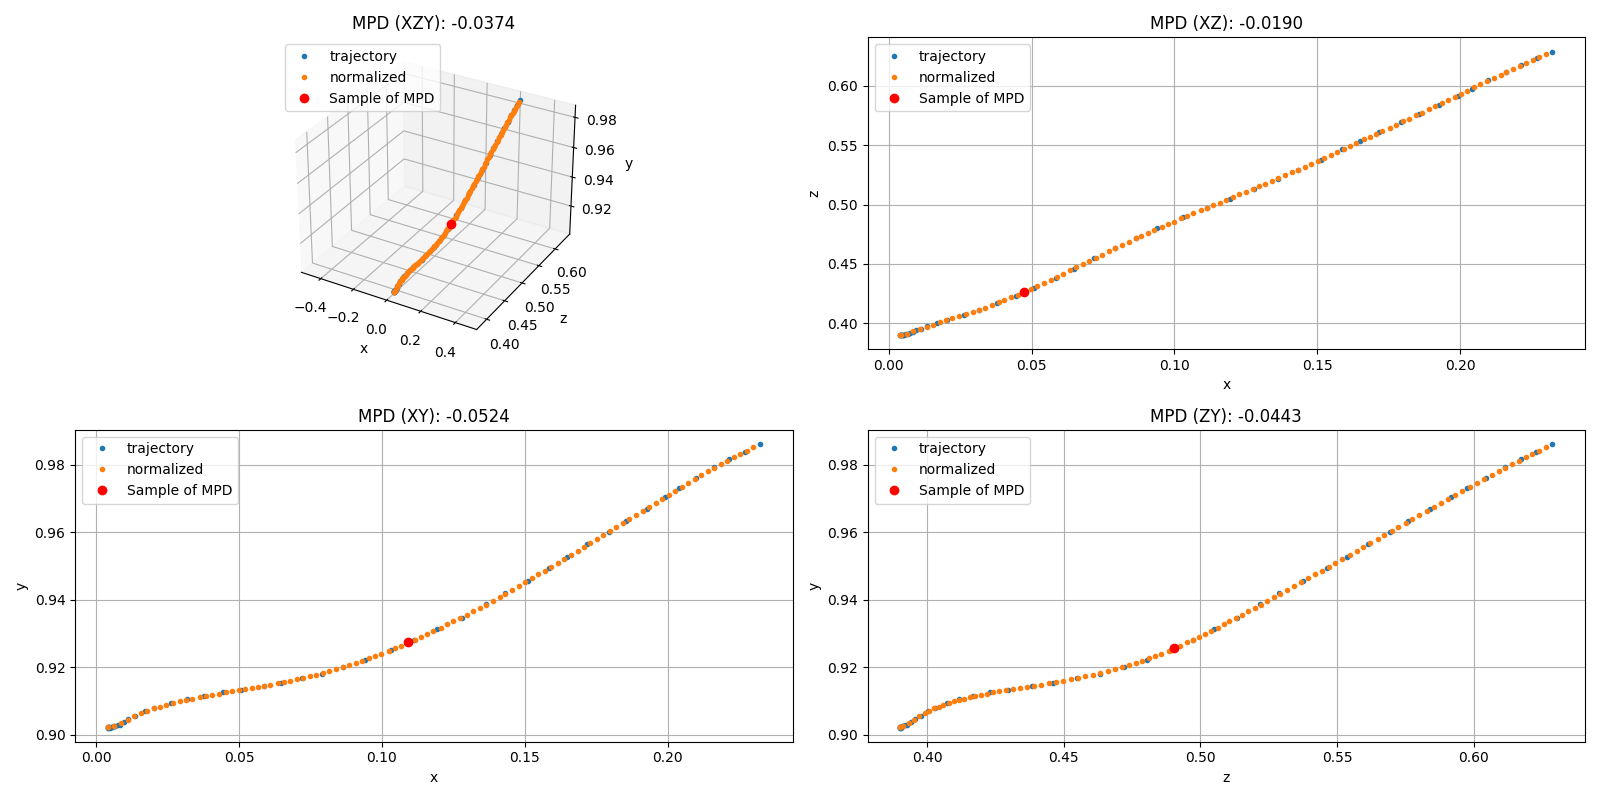 MPD (XZY): -0.0374
trajectory
normalized
Sample of MPD
0.98
0.96
0.94
0.92
y
0.60
0.55
0.50
0.45
0.40
z
−0.4
−0.2
0.0
0.2
0.4
x
MPD (XZ): -0.0190
trajectory
normalized
Sample of MPD
0.60
0.55
0.50
0.45
0.40
z
0.00 0.05 0.10 0.15 0.20
x
MPD (XY): -0.0524
trajectory
normalized
Sample of MPD
0.98
0.96
0.94
0.92
0.90
y
0.00 0.05 0.10 0.15 0.20
x
MPD (ZY): -0.0443
trajectory
normalized
Sample of MPD
0.98
0.96
0.94
0.92
0.90
y
0.40 0.45 0.50 0.55 0.60
z